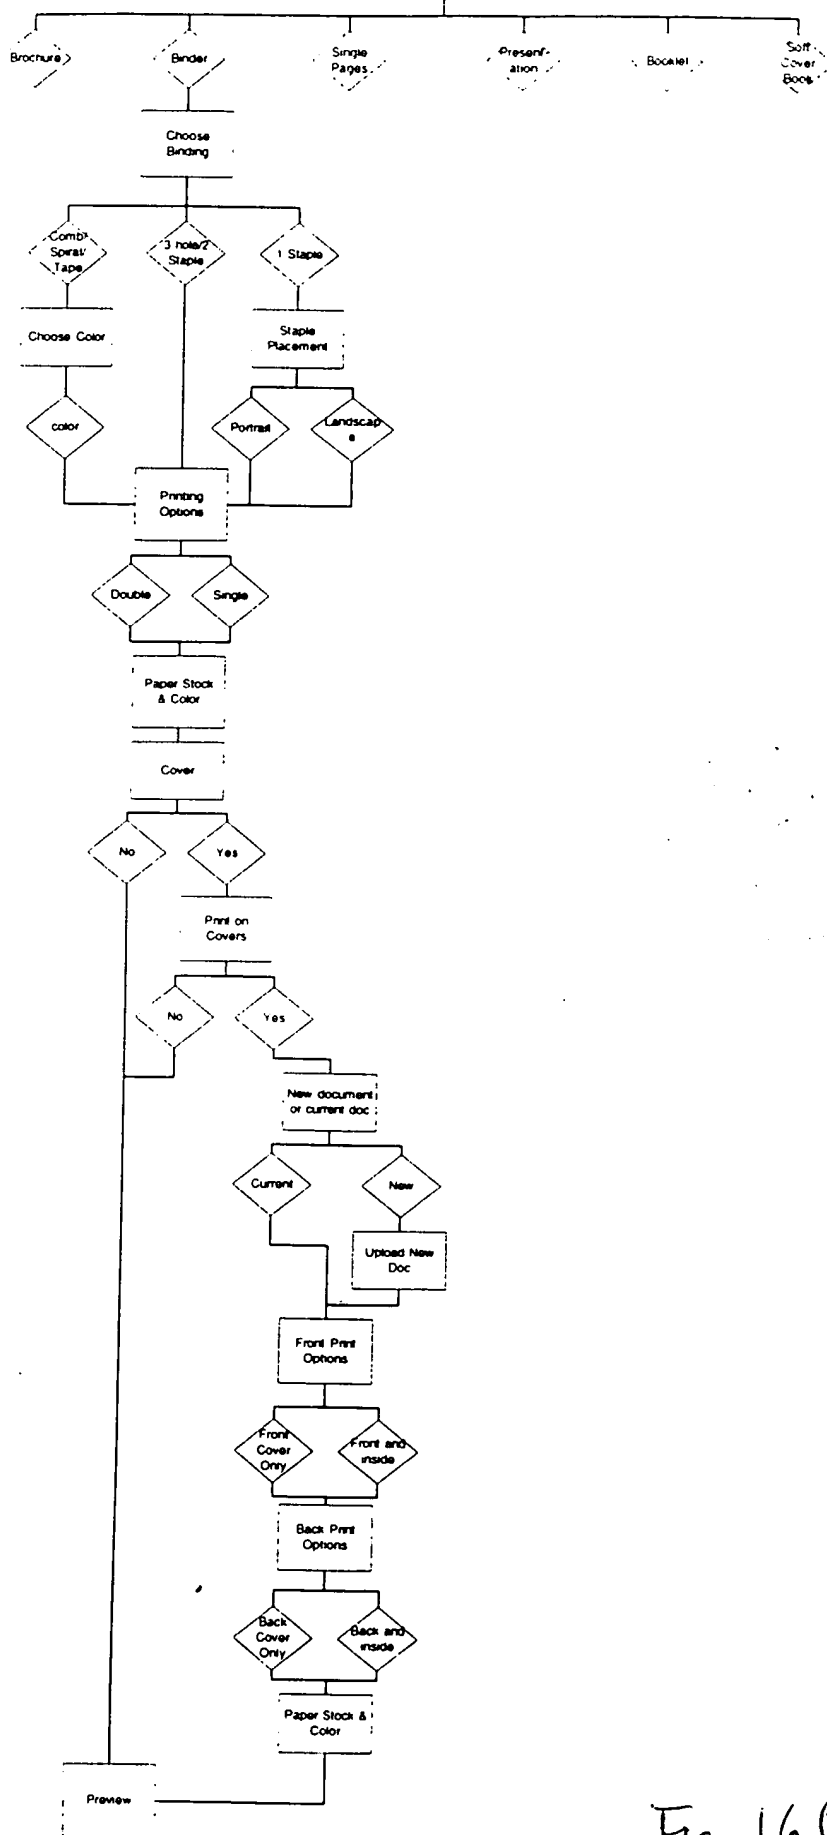 Brochure
Binder
Single
Pages
Present-
ation
Booklet
Soft
Cover
Book
Choose
Binding
Comb/
Spiral/
Tape
3 hole/2
Staple
1 Staple
Choose Color
Staple
Placement
color
Portrait
Landscap
e
Printing
Options
Double
Single
Paper Stock
& Color
Cover
No
Yes
Print on
Covers
No
Yes
New document
or current doc
Current
New
Upload New
Doc
Front Print
Options
Front
Cover
Only
Front and
inside
Back Print
Options
Back
Cover
Only
Back and
inside
Paper Stock &
Color
Preview